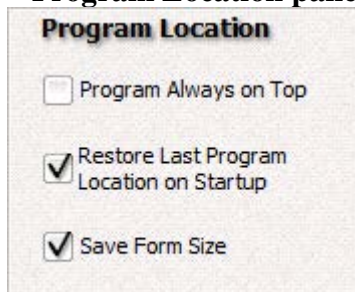 Program Location
Program Always on Top
Restore Last Program
Location on Startup
Save Form Size